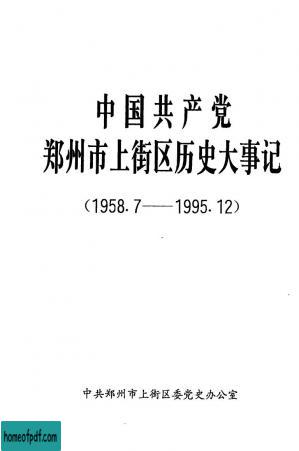 中国共产党
郑州市上街区历史大事记
(1958.7——1995.12)
中共郑州市上街区委党史办公室
homeofpdf.com